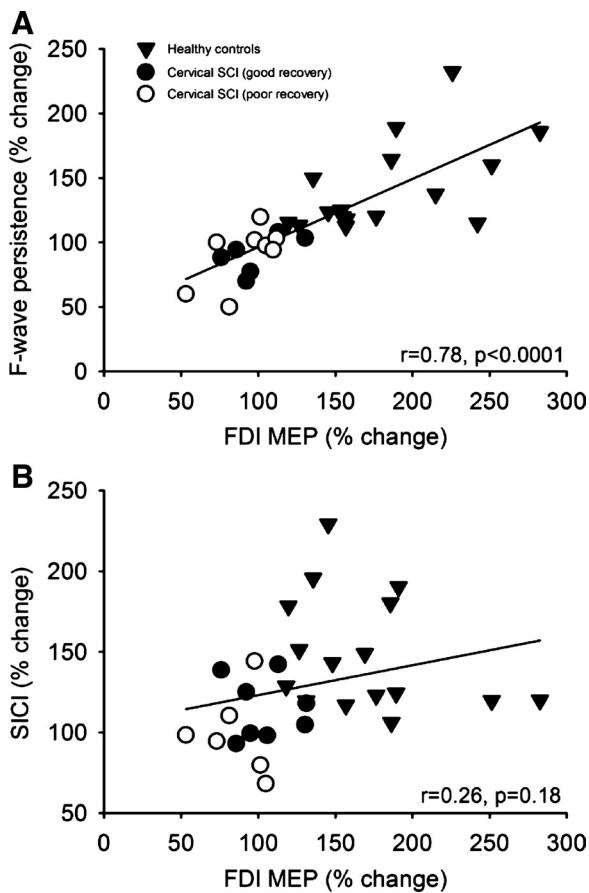 A
250
200
150
100
50
0
F-wave persistence (% change)
Healthy controls
Cervical SCI (good recovery)
Cervical SCI (poor recovery)
r=0.78, p<0.0001
0 50 100 150 200 250 300
FDI MEP (% change)
B
250
200
150
100
50
SICI (% change)
r=0.26, p=0.18
0 50 100 150 200 250 300
FDI MEP (% change)